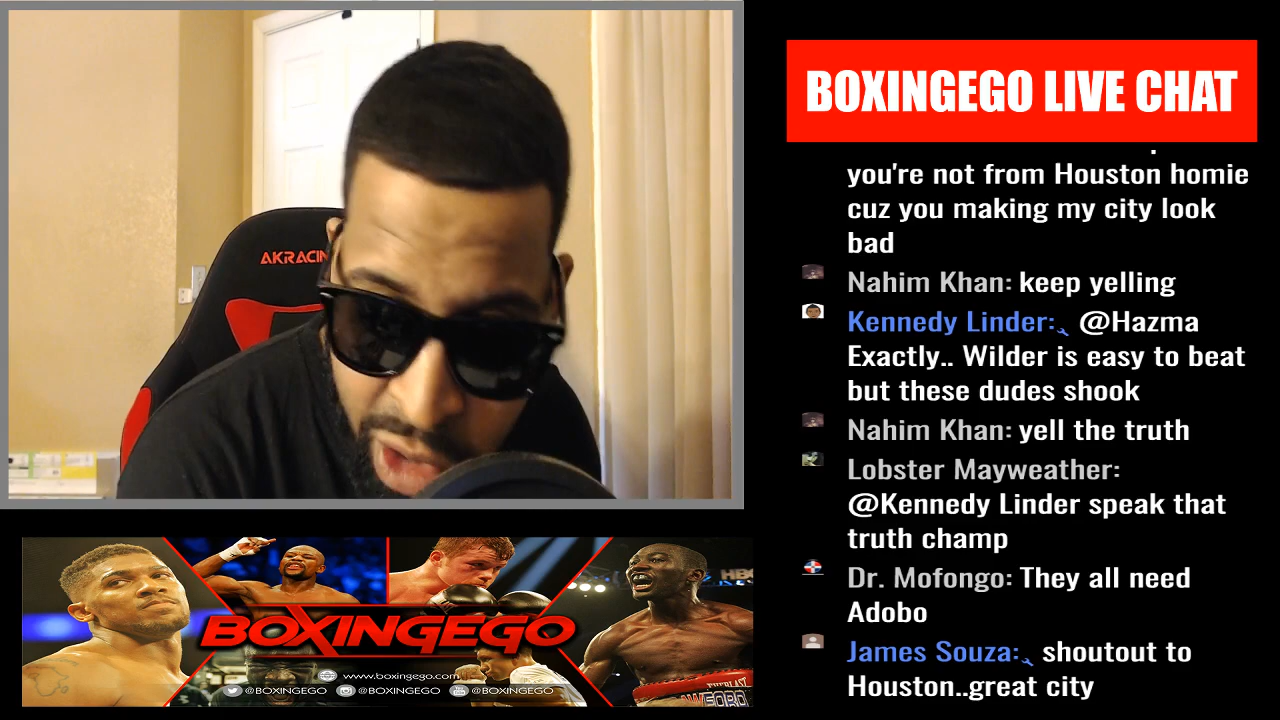 BOXINGEGO LIVE CHAT
you're not from Houston homie
cuz you making my city look
bad
Nahim Khan: keep yelling
Kennedy Linder: @Hazma
Exactly.. Wilder is easy to beat
but these dudes shook
Nahim Khan: yell the truth
Lobster Mayweather:
@Kennedy Linder speak that
truth champ
Dr. Mofongo: They all need
Adobo
James Souza: shoutout to
Houston..great city
AKRACIN
HBO
BOXINGEGO
www.boxingego.com
@BOXINGEGO @BOXINGEGO @BOXINGEGO
EVERLAST